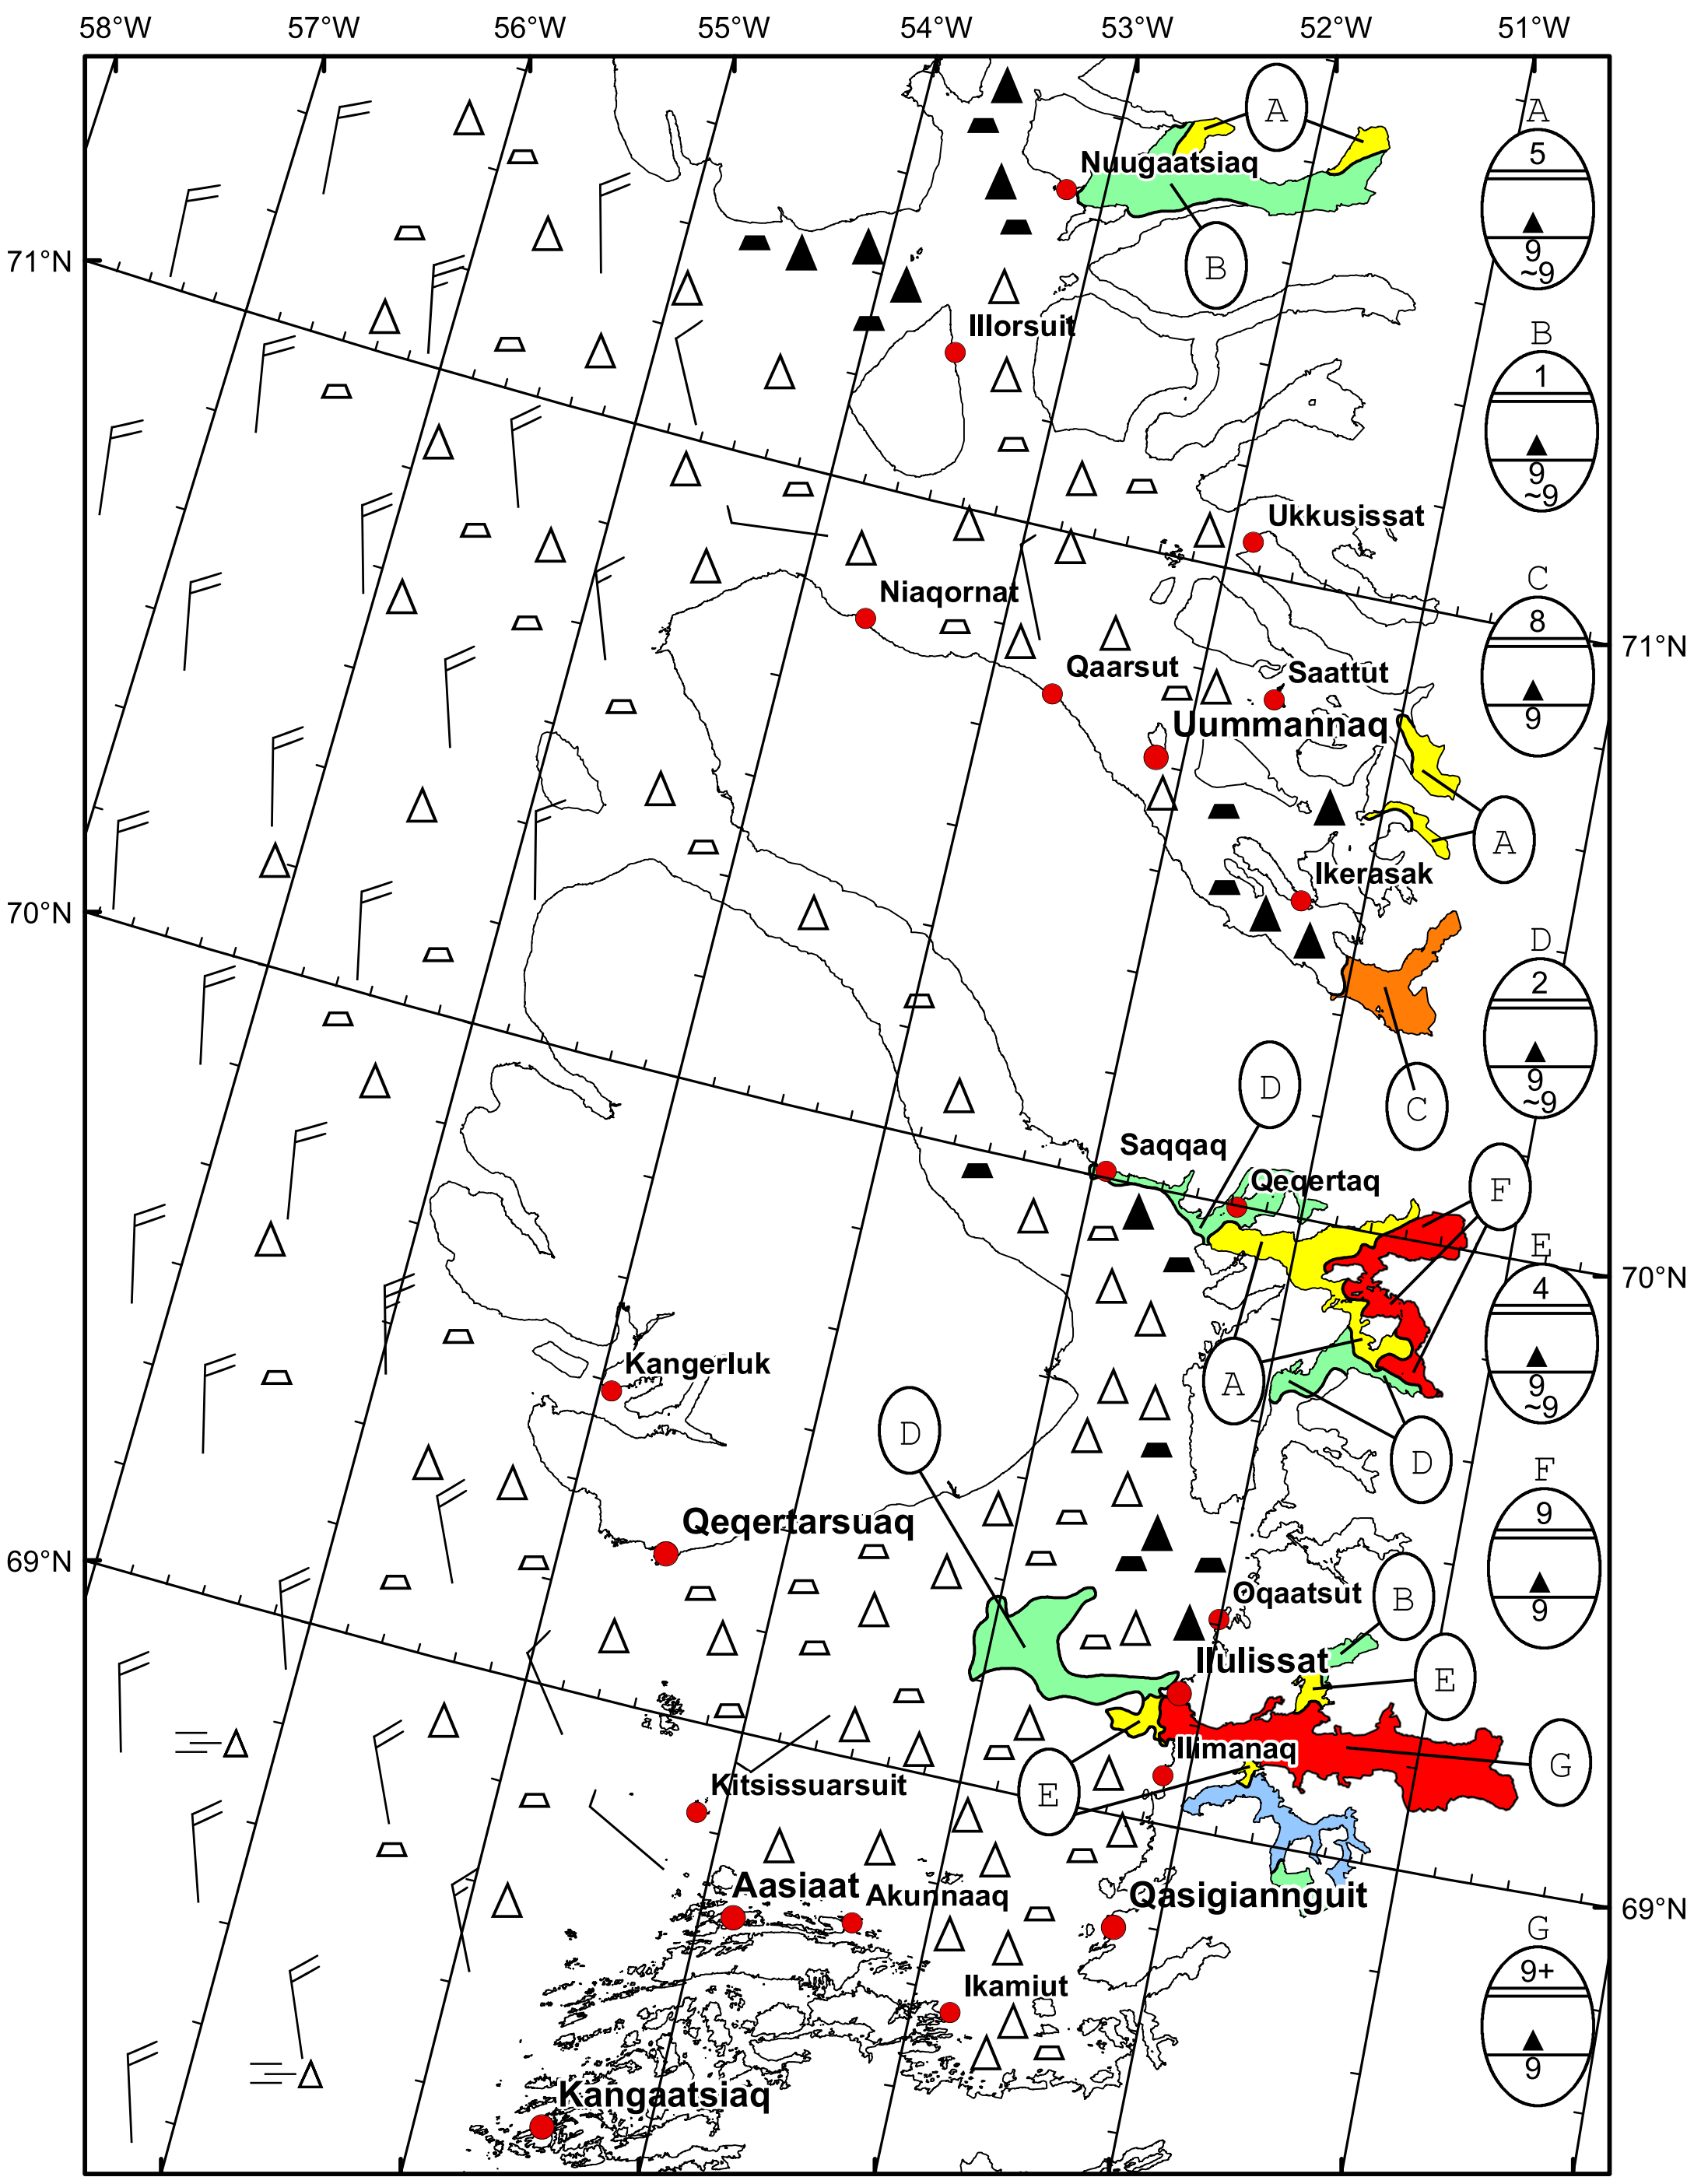 58°W 57°W 56°W 55°W 54°W 53°W 52°W 51°W
A
A
5
9
~9
Nuugaatsiaq
71°N
B
Illorsuit
B
1
9
~9
Ukkusissat
C
8
9
Niaqornat
71°N
Qaarsut
Saattut
Uummannaq
A
Ikerasak
70°N
D
2
9
~9
D
C
Saqqaq
Qeqertaq
F
E
4
9
~9
70°N
Kangerluk
A
D
D
F
9
9
Qeqertarsuaq
69°N
Oqaatsut
B
Ilulissat
E
Ilimanaq
G
E
Kitsissuarsuit
Aasiaat
Akunnaaq
Qasigiannguit
69°N
G
9+
9
Ikamiut
Kangaatsiaq